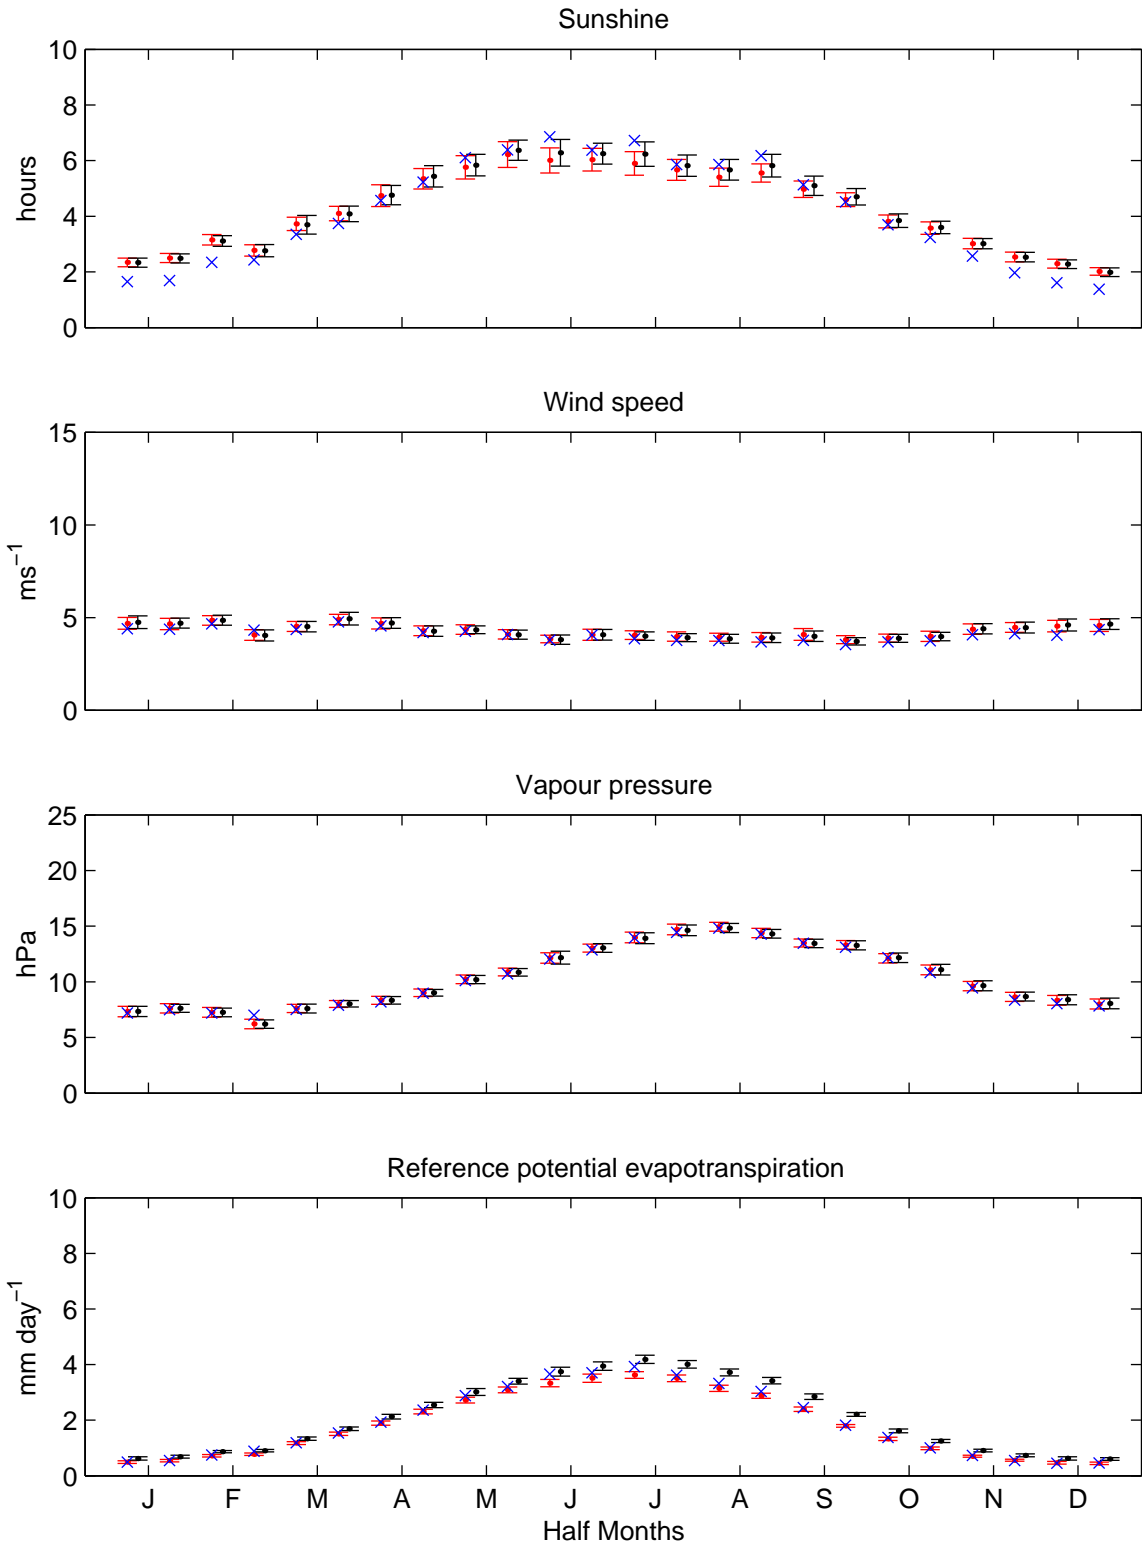 Sunshine
10
8
6
4
2
0
hours
Wind speed
15
10
5
0
ms⁻¹
Vapour pressure
25
20
15
10
5
0
hPa
Reference potential evapotranspiration
10
8
6
4
2
0
mm day⁻¹
J F M A M J J A S O N D
Half Months